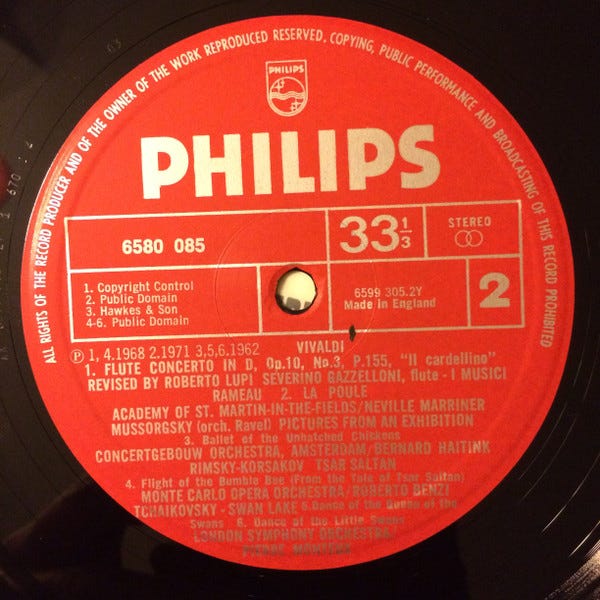 ALL RIGHTS OF THE RECORD PRODUCER AND OF THE OWNER OF THE WORK REPRODUCED RESERVED. COPYING, PUBLIC PERFORMANCE AND BROADCASTING OF THIS RECORD PROHIBITED
PHILIPS
PHILIPS
6580 085
33 1/3
STEREO
1. Copyright Control
2. Public Domain
3. Hawkes & Son
4-6. Public Domain
6599 305.2Y
Made in England
2
Ⓟ 1, 4.1968 2.1971 3,5,6.1962
VIVALDI
1. FLUTE CONCERTO IN D, Op.10, No.3, P.155, "Il cardellino"
REVISED BY ROBERTO LUPI SEVERINO GAZZELLONI, flute - I MUSICI
RAMEAU 2. LA POULE
ACADEMY OF ST. MARTIN-IN-THE-FIELDS/NEVILLE MARRINER
MUSSORGSKY (orch. Ravel) PICTURES FROM AN EXHIBITION
3. Ballet of the Unhatched Chickens
CONCERTGEBOUW ORCHESTRA, AMSTERDAM/BERNARD HAITINK
RIMSKY-KORSAKOV TSAR SALTAN
4. Flight of the Bumble Bee (From the Tale of Tsar Saltan)
MONTE CARLO OPERA ORCHESTRA/ROBERTO BENZI
TCHAIKOVSKY - SWAN LAKE 5.Dance of the Queen of the
Swans 6. Dance of the Little Swans
LONDON SYMPHONY ORCHESTRA,
PIERRE MONTEUX